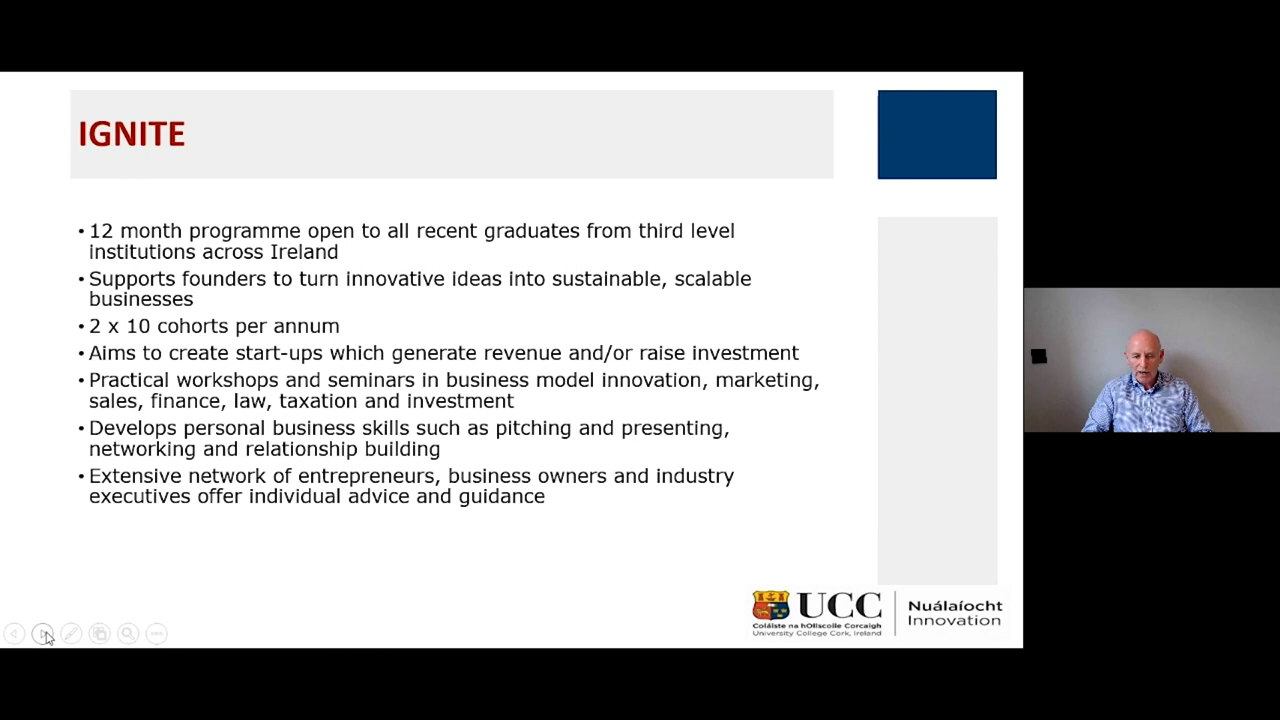 IGNITE
• 12 month programme open to all recent graduates from third level
institutions across Ireland
• Supports founders to turn innovative ideas into sustainable, scalable
businesses
• 2 x 10 cohorts per annum
• Aims to create start-ups which generate revenue and/or raise investment
• Practical workshops and seminars in business model innovation, marketing,
sales, finance, law, taxation and investment
• Develops personal business skills such as pitching and presenting,
networking and relationship building
• Extensive network of entrepreneurs, business owners and industry
executives offer individual advice and guidance
UCC
Coláiste na hOllscoile Corcaigh
University College Cork, Ireland
Nuálaíocht
Innovation